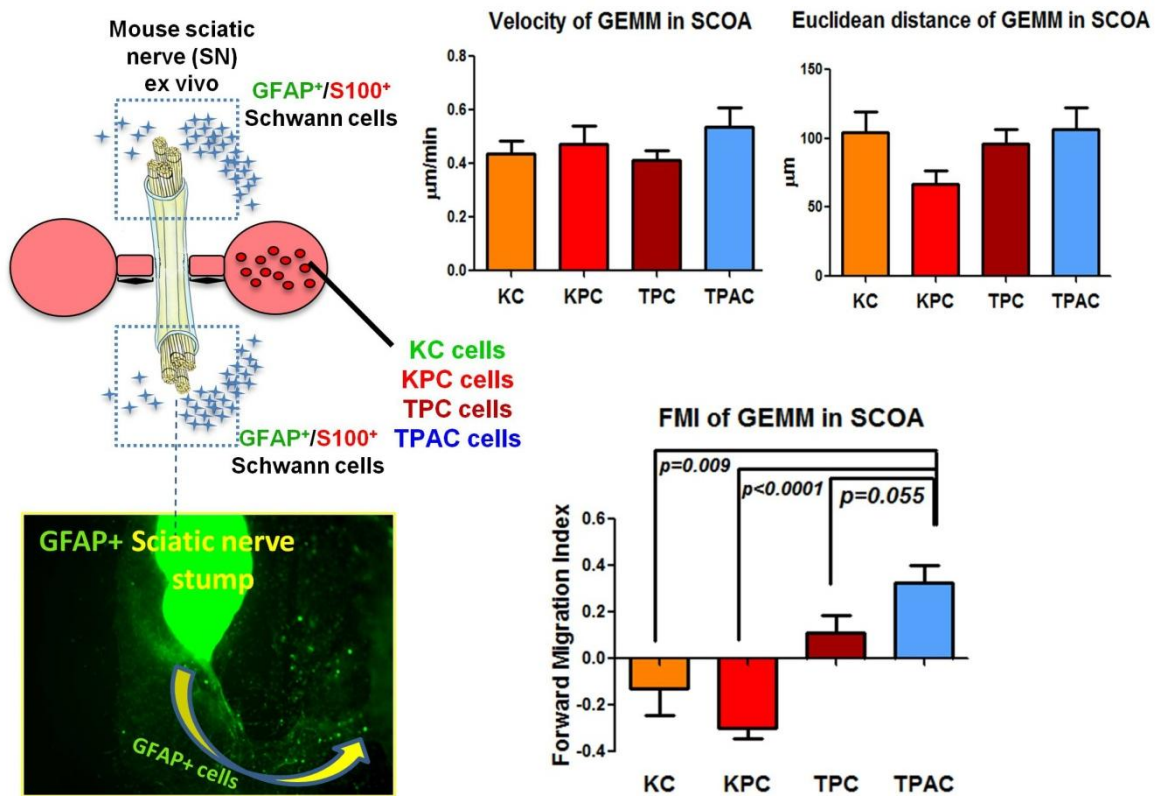 Mouse sciatic
nerve (SN)
ex vivo
GFAP⁺/S100⁺
Schwann cells
KC cells
KPC cells
TPC cells
TPAC cells
GFAP⁺/S100⁺
Schwann cells
GFAP+ Sciatic nerve
stump
GFAP+ cells
Velocity of GEMM in SCOA
μm/min
0.8
0.6
0.4
0.2
0.0
KC KPC TPC TPAC
Euclidean distance of GEMM in SCOA
μm
150
100
50
0
KC KPC TPC TPAC
FMI of GEMM in SCOA
p=0.009
p<0.0001
p=0.055
Forward Migration Index
0.6
0.4
0.2
0.0
-0.2
-0.4
KC KPC TPC TPAC